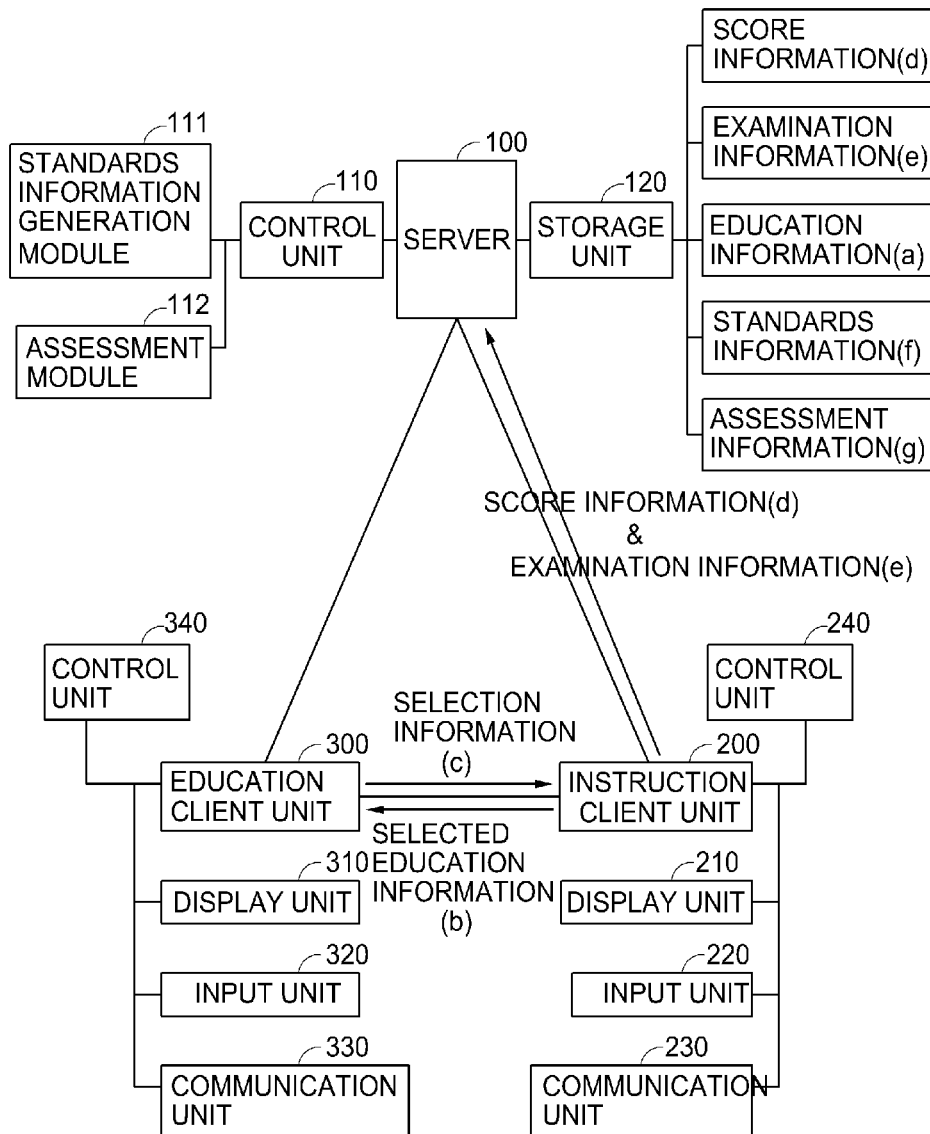 SCORE
INFORMATION(d)
111
100
STANDARDS
INFORMATION
GENERATION
MODULE
110
CONTROL
UNIT
SERVER
120
STORAGE
UNIT
EXAMINATION
INFORMATION(e)
EDUCATION
INFORMATION(a)
112
ASSESSMENT
MODULE
STANDARDS
INFORMATION(f)
ASSESSMENT
INFORMATION(g)
SCORE INFORMATION(d)
&
EXAMINATION INFORMATION(e)
340
CONTROL
UNIT
240
CONTROL
UNIT
SELECTION
INFORMATION
(c)
300
EDUCATION
CLIENT UNIT
200
INSTRUCTION
CLIENT UNIT
SELECTED
EDUCATION
INFORMATION
(b)
310
DISPLAY UNIT
210
DISPLAY UNIT
320
INPUT UNIT
220
INPUT UNIT
330
COMMUNICATION
UNIT
230
COMMUNICATION
UNIT